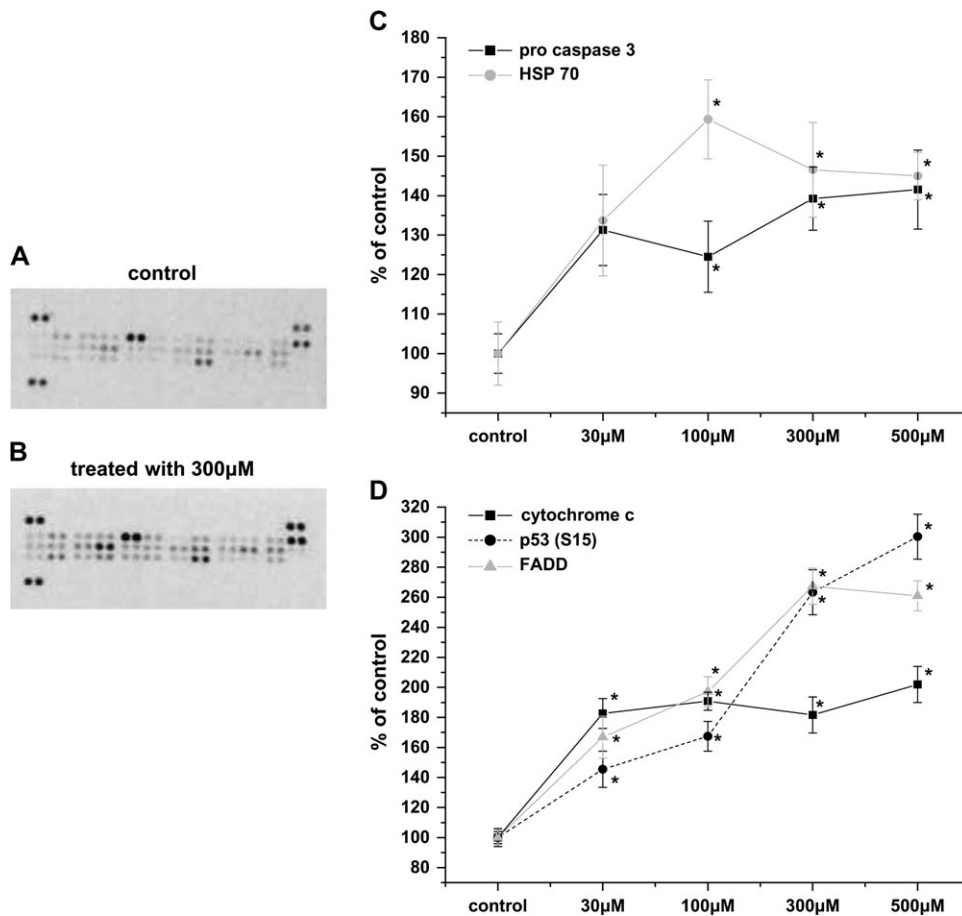 A
control
B
treated with 300µM
C
pro caspase 3
HSP 70
% of control
180
170
160
150
140
130
120
110
100
90
control
30µM
100µM
300µM
500µM
*
*
*
*
*
*
D
cytochrome c
p53 (S15)
FADD
% of control
320
300
280
260
240
220
200
180
160
140
120
100
80
control
30µM
100µM
300µM
500µM
*
*
*
*
*
*
*
*
*
*
*
*